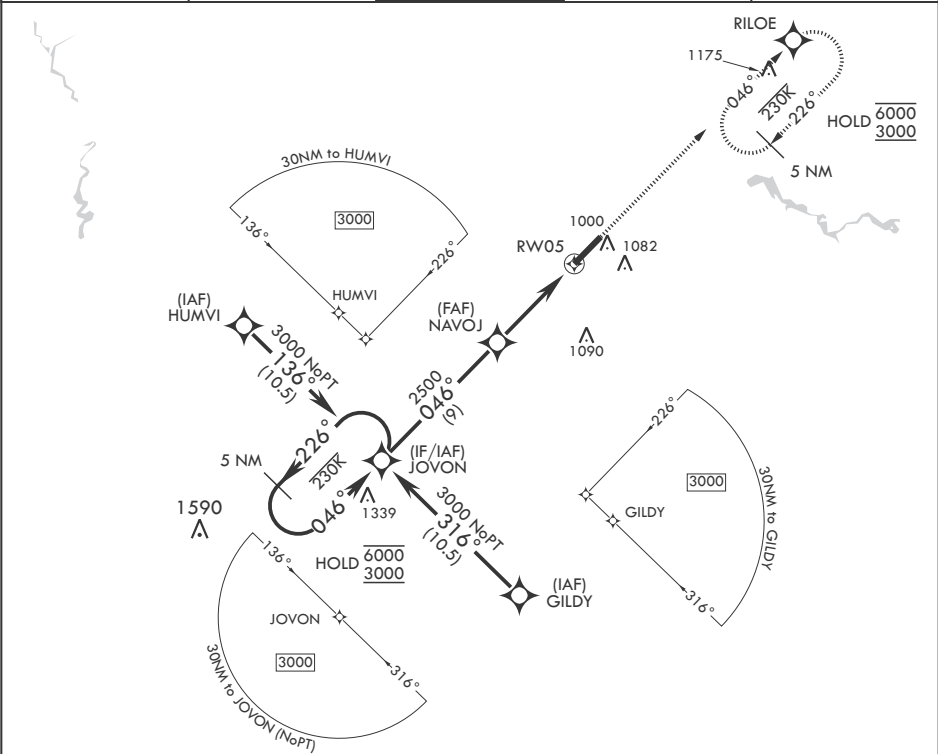 RILOE
1175
046°
230K
226°
HOLD 6000
3000
5 NM
30NM to HUMVI
3000
136°
226°
HUMVI
1000
RW05
1082
(IAF)
HUMVI
3000 NoPT
136°
(10.5)
(FAF)
NAVOJ
1090
2500
046°
(9)
226°
5 NM
230K
(IF/IAF)
JOVON
046°
1339
1590
3000 NoPT
316°
(10.5)
HOLD 6000
3000
(IAF)
GILDY
226°
3000
GILDY
30NM to GILDY
316°
136°
JOVON
3000
316°
30NM to JOVON (NoPT)